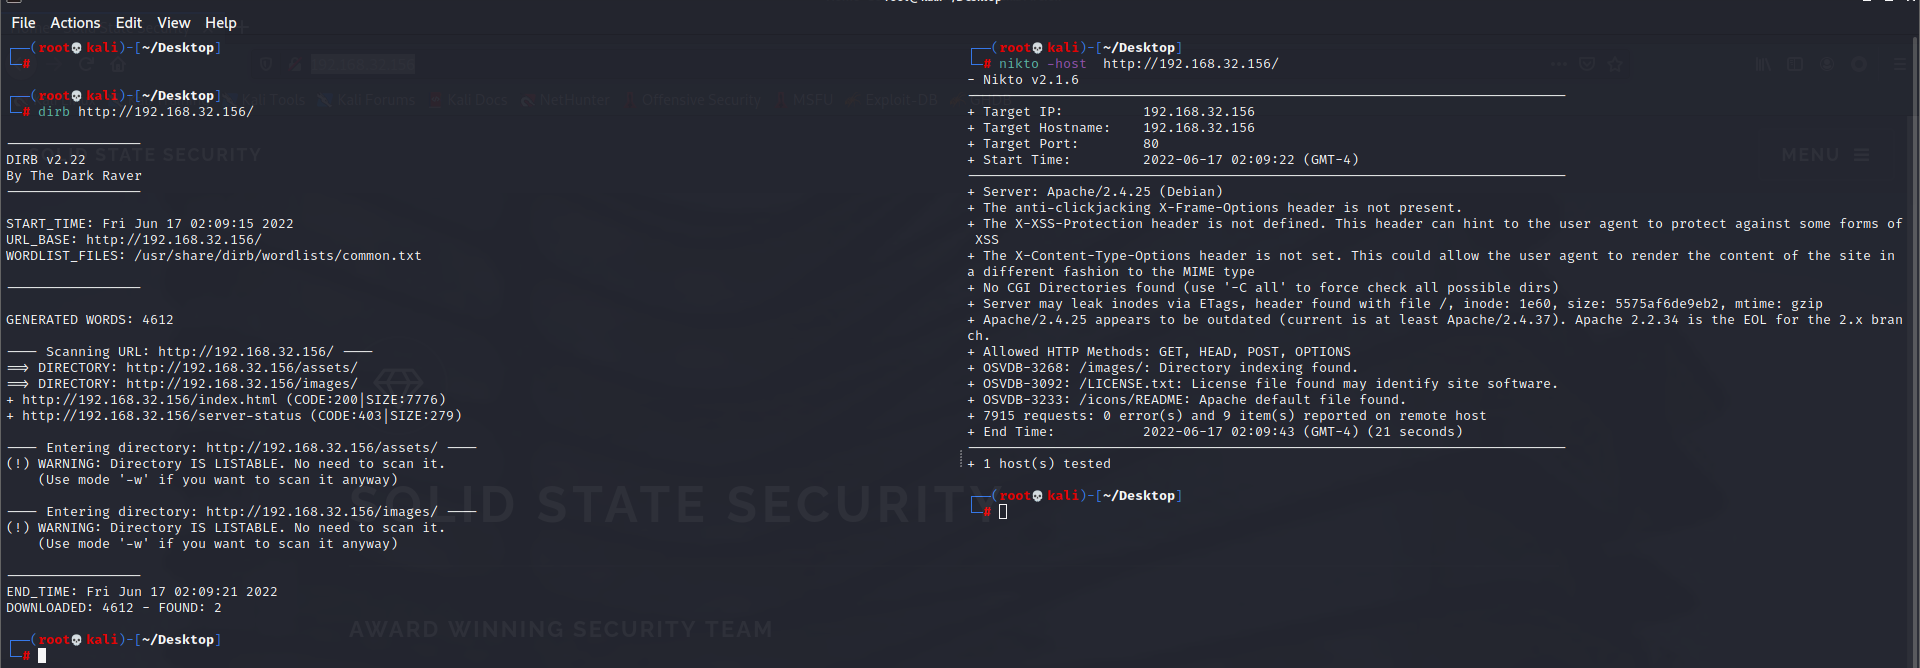 File Actions Edit View Help
┌──(root💀kali)-[~/Desktop]
└─#
┌──(root💀kali)-[~/Desktop]
└─# dirb http://192.168.32.156/
SOLID STATE SECURITY
DIRB v2.22
By The Dark Raver
START_TIME: Fri Jun 17 02:09:15 2022
URL_BASE: http://192.168.32.156/
WORDLIST_FILES: /usr/share/dirb/wordlists/common.txt
GENERATED WORDS: 4612
---- Scanning URL: http://192.168.32.156/ ----
==> DIRECTORY: http://192.168.32.156/assets/
==> DIRECTORY: http://192.168.32.156/images/
+ http://192.168.32.156/index.html (CODE:200|SIZE:7776)
+ http://192.168.32.156/server-status (CODE:403|SIZE:279)
---- Entering directory: http://192.168.32.156/assets/ ----
(!) WARNING: Directory IS LISTABLE. No need to scan it.
(Use mode '-w' if you want to scan it anyway)
---- Entering directory: http://192.168.32.156/images/ ----
(!) WARNING: Directory IS LISTABLE. No need to scan it.
(Use mode '-w' if you want to scan it anyway)
END_TIME: Fri Jun 17 02:09:21 2022
DOWNLOADED: 4612 - FOUND: 2
┌──(root💀kali)-[~/Desktop]
└─#
┌──(root💀kali)-[~/Desktop]
└─# nikto -host  http://192.168.32.156/
- Nikto v2.1.6
+ Target IP: 192.168.32.156
+ Target Hostname: 192.168.32.156
+ Target Port: 80
+ Start Time: 2022-06-17 02:09:22 (GMT-4)
+ Server: Apache/2.4.25 (Debian)
+ The anti-clickjacking X-Frame-Options header is not present.
+ The X-XSS-Protection header is not defined. This header can hint to the user agent to protect against some forms of
XSS
+ The X-Content-Type-Options header is not set. This could allow the user agent to render the content of the site in
a different fashion to the MIME type
+ No CGI Directories found (use '-C all' to force check all possible dirs)
+ Server may leak inodes via ETags, header found with file /, inode: 1e60, size: 5575af6de9eb2, mtime: gzip
+ Apache/2.4.25 appears to be outdated (current is at least Apache/2.4.37). Apache 2.2.34 is the EOL for the 2.x bran
ch.
+ Allowed HTTP Methods: GET, HEAD, POST, OPTIONS
+ OSVDB-3268: /images/: Directory indexing found.
+ OSVDB-3092: /LICENSE.txt: License file found may identify site software.
+ OSVDB-3233: /icons/README: Apache default file found.
+ 7915 requests: 0 error(s) and 9 item(s) reported on remote host
+ End Time: 2022-06-17 02:09:43 (GMT-4) (21 seconds)
+ 1 host(s) tested
┌──(root💀kali)-[~/Desktop]
└─#
Kali Tools Kali Forums Kali Docs NetHunter Offensive Security MSFU Exploit-DB
MENU
SOLID STATE SECURITY
AWARD WINNING SECURITY TEAM